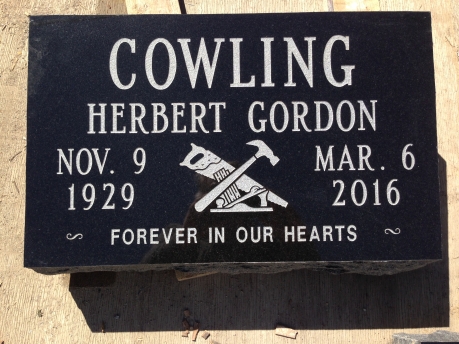 COWLING
HERBERT GORDON
NOV. 9 MAR. 6
1929 2016
~ FOREVER IN OUR HEARTS ~